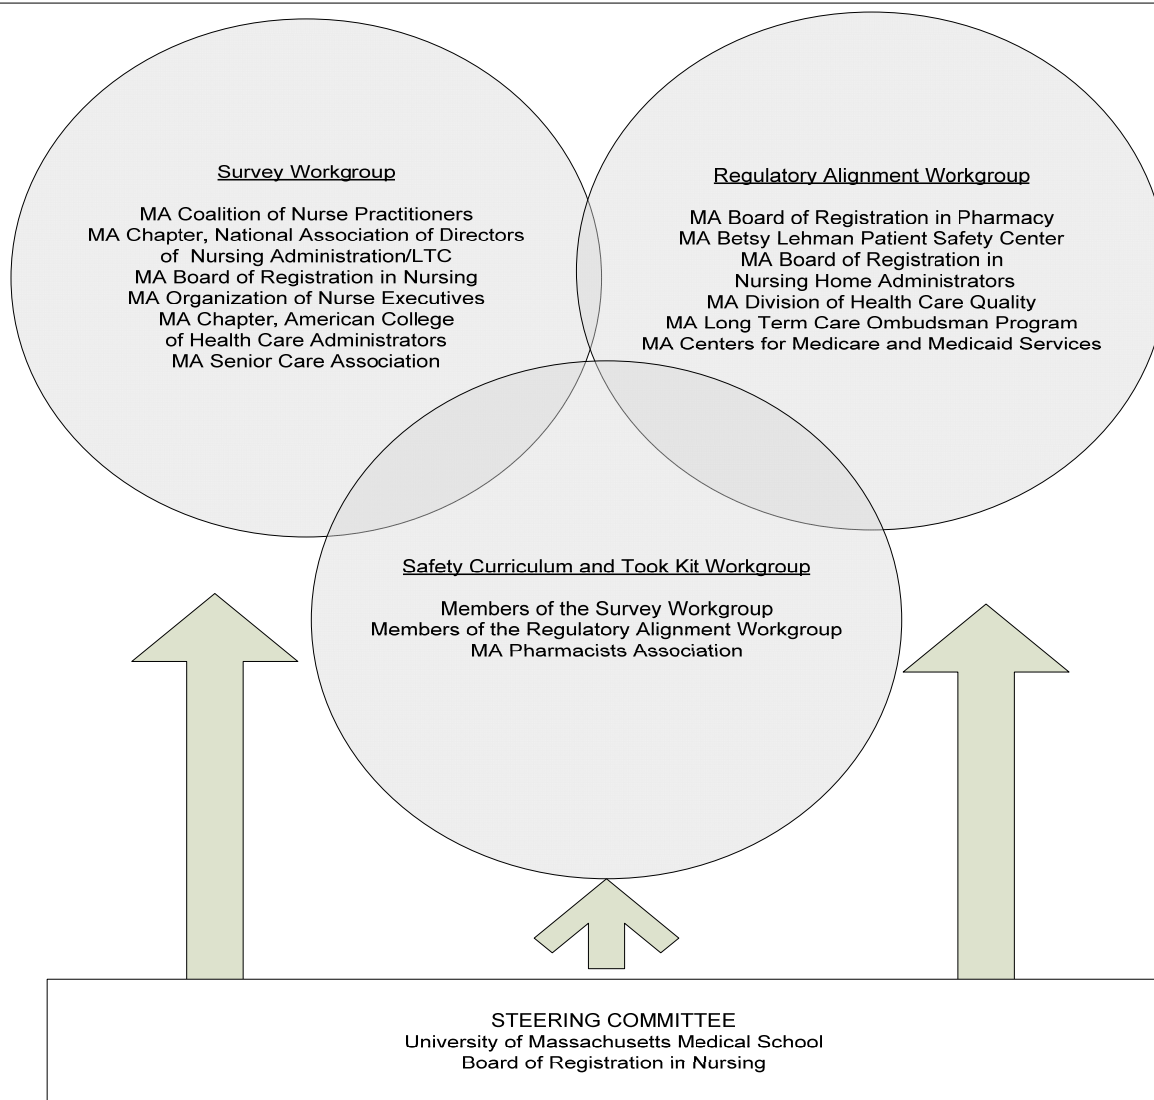 Survey Workgroup
MA Coalition of Nurse Practitioners
MA Chapter, National Association of Directors
of Nursing Administration/LTC
MA Board of Registration in Nursing
MA Organization of Nurse Executives
MA Chapter, American College
of Health Care Administrators
MA Senior Care Association
Regulatory Alignment Workgroup
MA Board of Registration in Pharmacy
MA Betsy Lehman Patient Safety Center
MA Board of Registration in
Nursing Home Administrators
MA Division of Health Care Quality
MA Long Term Care Ombudsman Program
MA Centers for Medicare and Medicaid Services
Safety Curriculum and Took Kit Workgroup
Members of the Survey Workgroup
Members of the Regulatory Alignment Workgroup
MA Pharmacists Association
STEERING COMMITTEE
University of Massachusetts Medical School
Board of Registration in Nursing